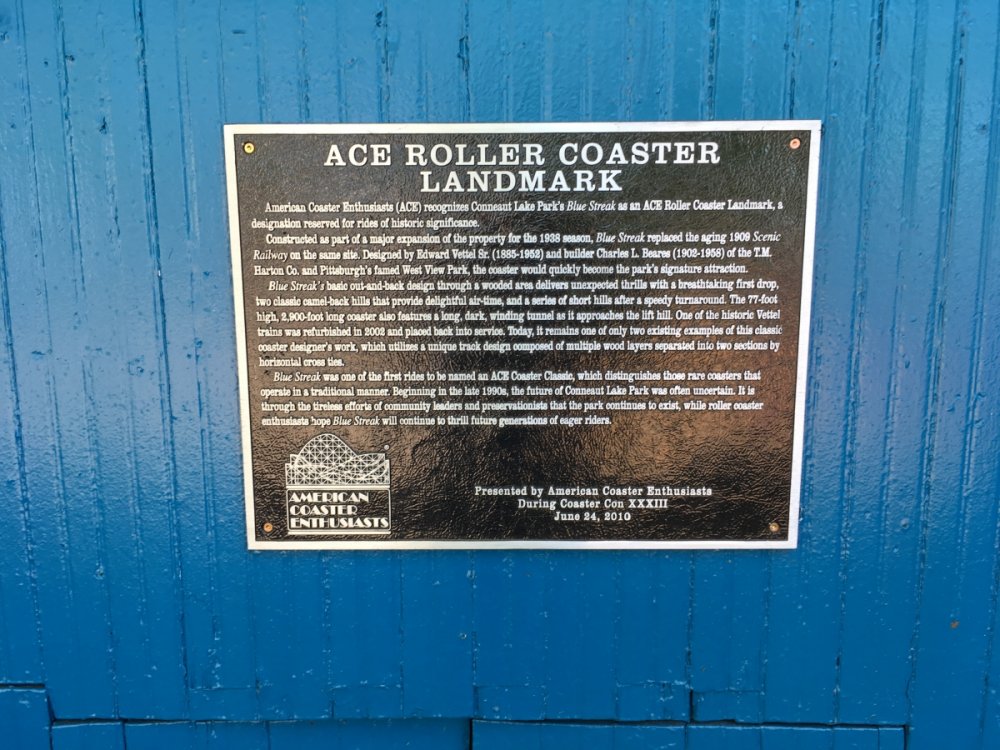 ACE ROLLER COASTER
LANDMARK
American Coaster Enthusiasts (ACE) recognizes Conneaut Lake Park's Blue Streak as an ACE Roller Coaster Landmark, a
designation reserved for rides of historic significance.
Constructed as part of a major expansion of the property for the 1938 season, Blue Streak replaced the aging 1909 Scenic
Railway on the same site. Designed by Edward Vettel Sr. (1885-1952) and builder Charles L. Beares (1902-1958) of the T.M.
Harton Co. and Pittsburgh's famed West View Park, the coaster would quickly become the park's signature attraction.
Blue Streak's basic out-and-back design through a wooded area delivers unexpected thrills with a breathtaking first drop,
two classic camel-back hills that provide delightful air-time, and a series of short hills after a speedy turnaround. The 77-foot
high, 2,900-foot long coaster also features a long, dark, winding tunnel as it approaches the lift hill. One of the historic Vettel
trains was refurbished in 2002 and placed back into service. Today, it remains one of only two existing examples of this classic
coaster designer's work, which utilizes a unique track design composed of multiple wood layers separated into two sections by
horizontal cross ties.
Blue Streak was one of the first rides to be named an ACE Coaster Classic, which distinguishes those rare coasters that
operate in a traditional manner. Beginning in the late 1990s, the future of Conneaut Lake Park was often uncertain. It is
through the tireless efforts of community leaders and preservationists that the park continues to exist, while roller coaster
enthusiasts hope Blue Streak will continue to thrill future generations of eager riders.
AMERICAN
COASTER
ENTHUSIASTS
Presented by American Coaster Enthusiasts
During Coaster Con XXXIII
June 24, 2010